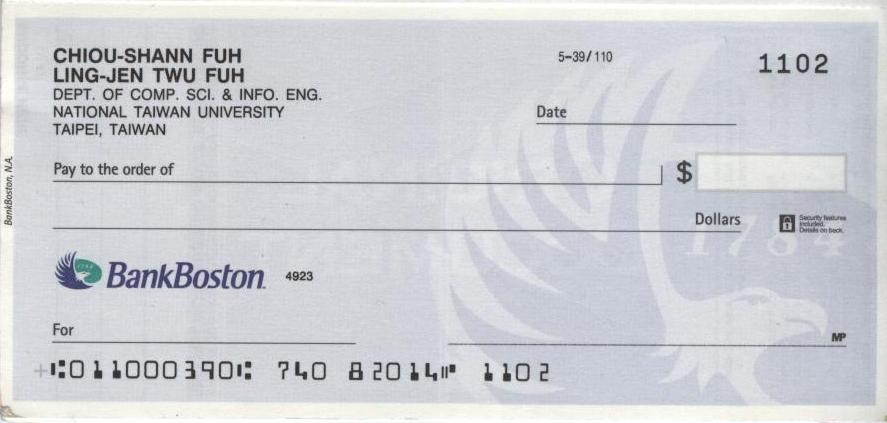 CHIOU-SHANN FUH
LING-JEN TWU FUH
DEPT. OF COMP. SCI. & INFO. ENG.
NATIONAL TAIWAN UNIVERSITY
TAIPEI, TAIWAN
5-39/110
1102
Date
BankBoston, N.A.
Pay to the order of
$
Dollars
Security features included. Details on back.
1784
1784
BankBoston
4923
For
MP
⑆011000390⑆ 740 82014⑈ 1102